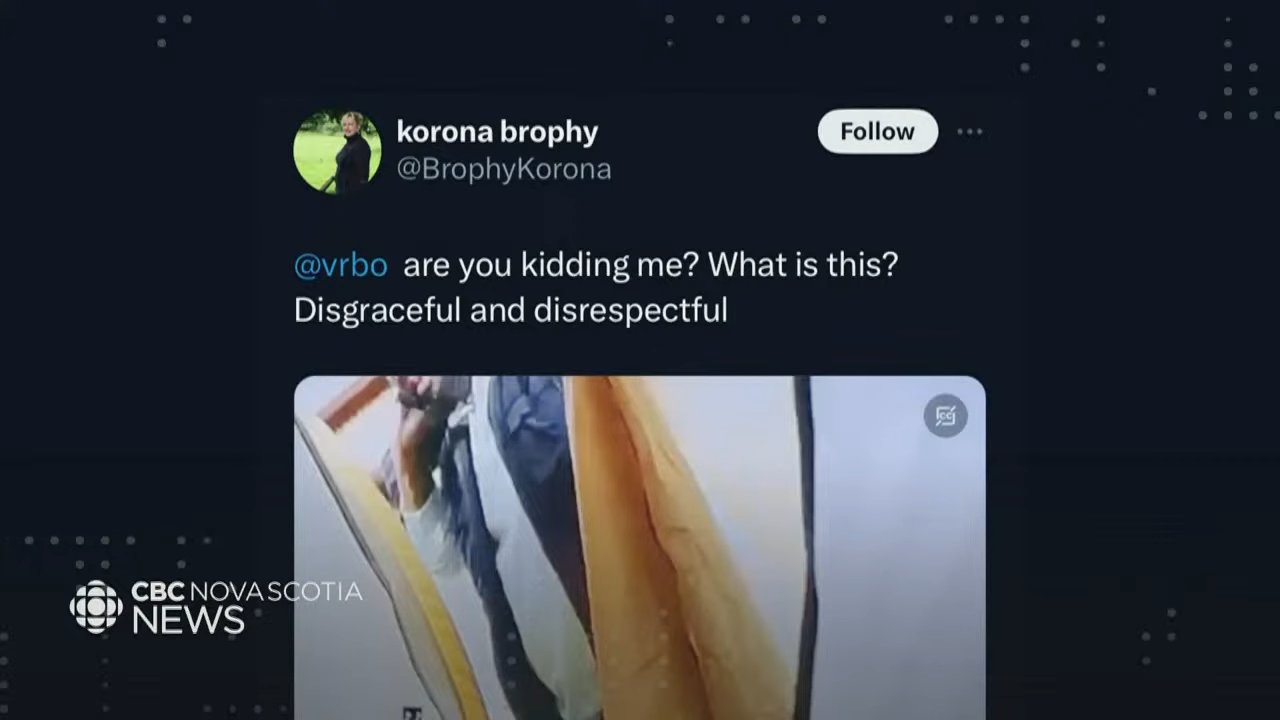 korona brophy
@BrophyKorona
Follow
@vrbo are you kidding me? What is this?
Disgraceful and disrespectful
CC
CBC NOVA SCOTIA
NEWS